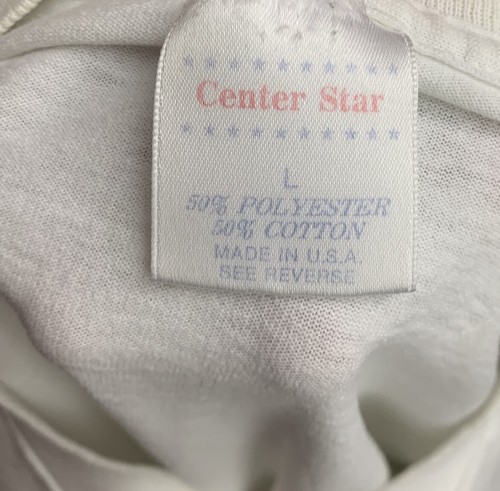 Center Star
L
50% POLYESTER
50% COTTON
MADE IN U.S.A.
SEE REVERSE